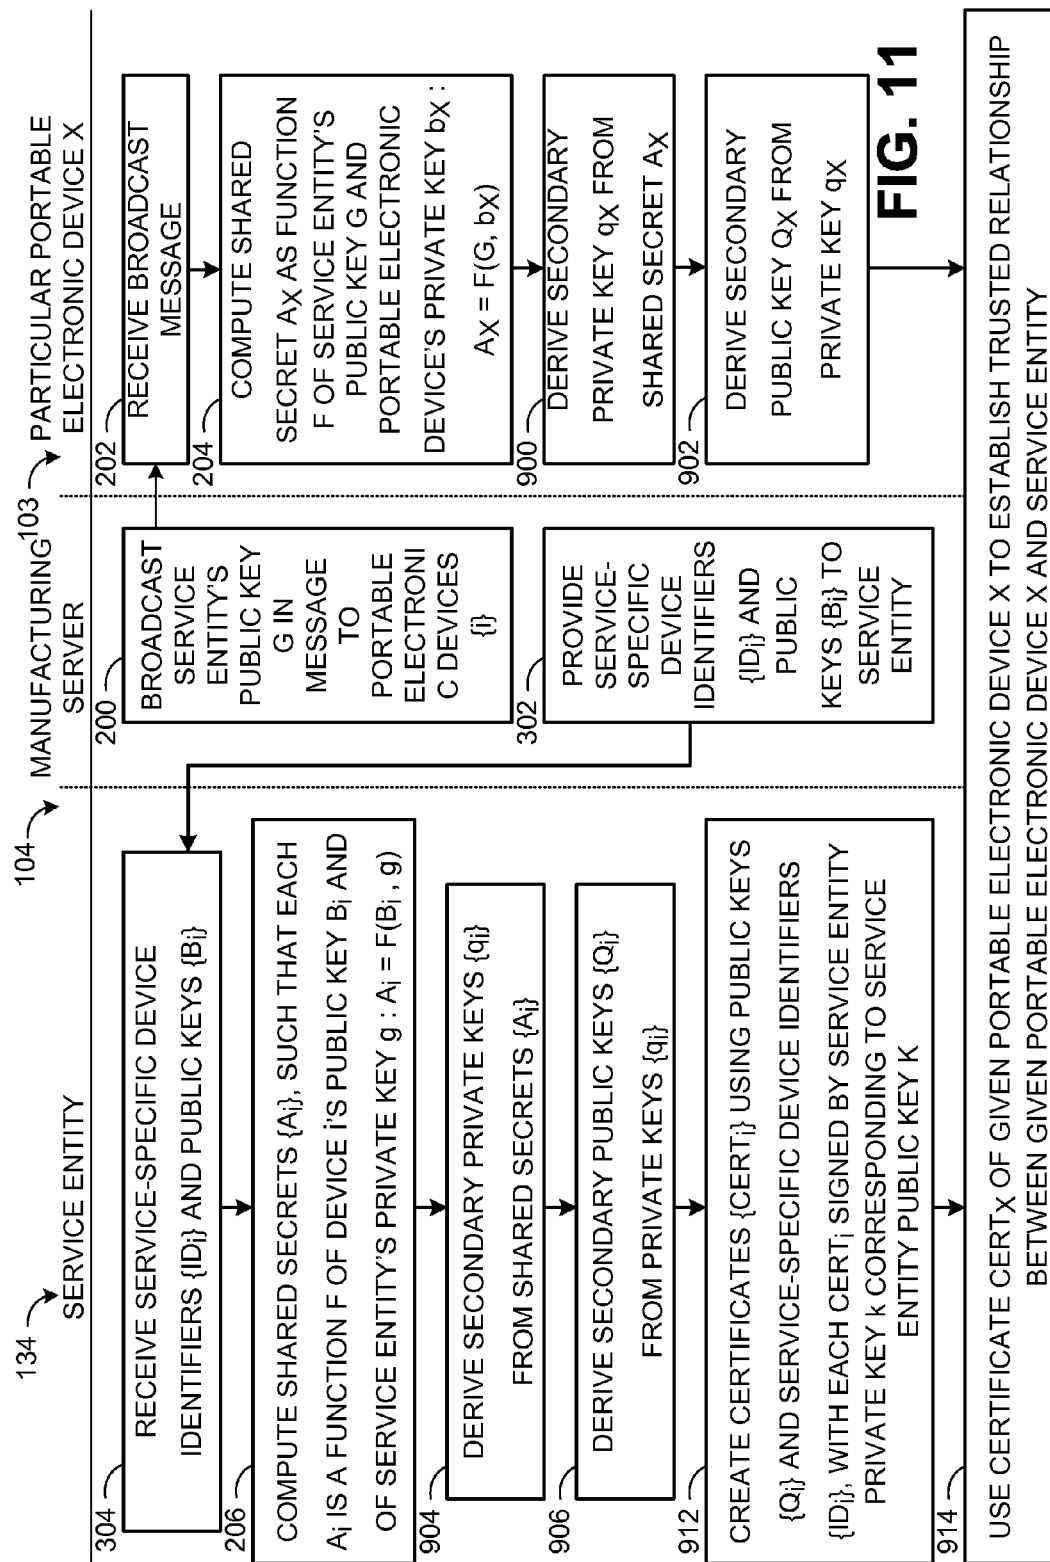 134
SERVICE ENTITY
104
MANUFACTURING
SERVER
103
PARTICULAR PORTABLE
ELECTRONIC DEVICE X
304
RECEIVE SERVICE-SPECIFIC DEVICE
IDENTIFIERS {IDi} AND PUBLIC KEYS {Bi}
206
COMPUTE SHARED SECRETS {Ai}, SUCH THAT EACH
Ai IS A FUNCTION F OF DEVICE i'S PUBLIC KEY Bi AND
OF SERVICE ENTITY'S PRIVATE KEY g : Ai = F(Bi , g)
904
DERIVE SECONDARY PRIVATE KEYS {qi}
FROM SHARED SECRETS {Ai}
906
DERIVE SECONDARY PUBLIC KEYS {Qi}
FROM PRIVATE KEYS {qi}
912
CREATE CERTIFICATES {CERTi} USING PUBLIC KEYS
{Qi} AND SERVICE-SPECIFIC DEVICE IDENTIFIERS
{IDi}, WITH EACH CERTi SIGNED BY SERVICE ENTITY
PRIVATE KEY k CORRESPONDING TO SERVICE
ENTITY PUBLIC KEY K
200
BROADCAST
SERVICE
ENTITY'S
PUBLIC KEY
G IN
MESSAGE
TO
PORTABLE
ELECTRONI
C DEVICES
{i}
302
PROVIDE
SERVICE-
SPECIFIC
DEVICE
IDENTIFIERS
{IDi} AND
PUBLIC
KEYS {Bi} TO
SERVICE
ENTITY
202
RECEIVE BROADCAST
MESSAGE
204
COMPUTE SHARED
SECRET AX AS FUNCTION
F OF SERVICE ENTITY'S
PUBLIC KEY G AND
PORTABLE ELECTRONIC
DEVICE'S PRIVATE KEY bX :
AX = F(G, bX)
900
DERIVE SECONDARY
PRIVATE KEY qX FROM
SHARED SECRET AX
902
DERIVE SECONDARY
PUBLIC KEY QX FROM
PRIVATE KEY qX
FIG. 11
914
USE CERTIFICATE CERTX OF GIVEN PORTABLE ELECTRONIC DEVICE X TO ESTABLISH TRUSTED RELATIONSHIP
BETWEEN GIVEN PORTABLE ELECTRONIC DEVICE X AND SERVICE ENTITY